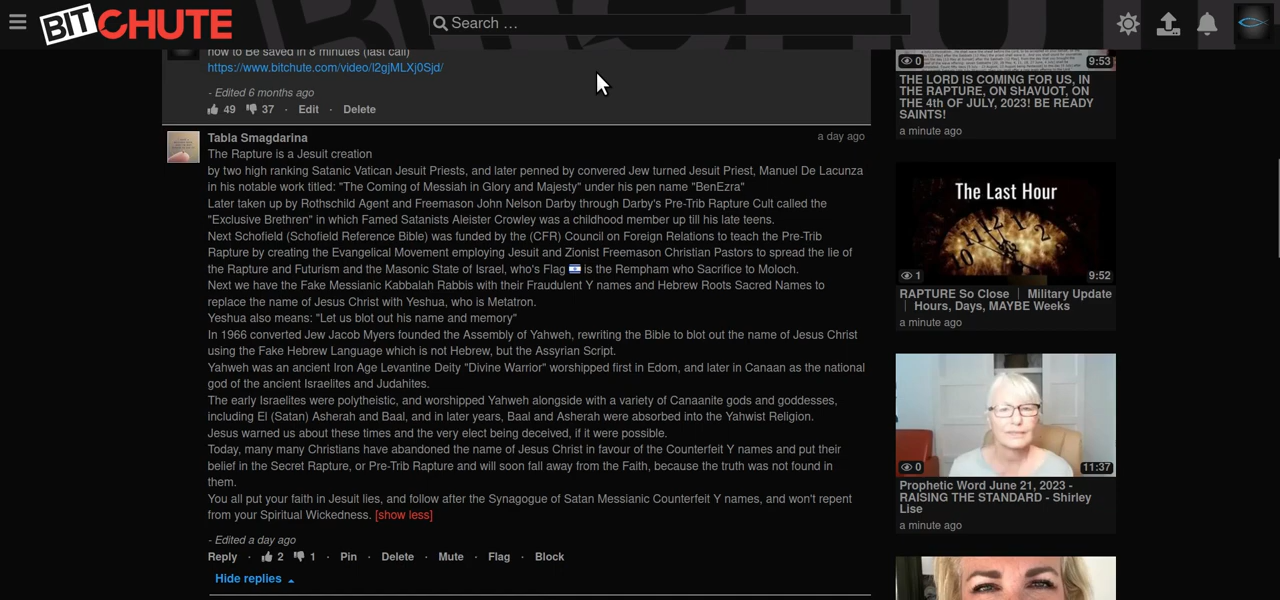 BITCHUTE
Search …
how to Be saved in 8 minutes (last call)
https://www.bitchute.com/video/l2gjMLXj0Sjd/
- Edited 6 months ago
49 37 · Edit · Delete
Tabla Smagdarina
a day ago
The Rapture is a Jesuit creation
by two high ranking Satanic Vatican Jesuit Priests, and later penned by convered Jew turned Jesuit Priest, Manuel De Lacunza
in his notable work titled: "The Coming of Messiah in Glory and Majesty" under his pen name "BenEzra"
Later taken up by Rothschild Agent and Freemason John Nelson Darby through Darby's Pre-Trib Rapture Cult called the
"Exclusive Brethren" in which Famed Satanists Aleister Crowley was a childhood member up till his late teens.
Next Schofield (Schofield Reference Bible) was funded by the (CFR) Council on Foreign Relations to teach the Pre-Trib
Rapture by creating the Evangelical Movement employing Jesuit and Zionist Freemason Christian Pastors to spread the lie of
the Rapture and Futurism and the Masonic State of Israel, who's Flag 🇮🇱 is the Rempham who Sacrifice to Moloch.
Next we have the Fake Messianic Kabbalah Rabbis with their Fraudulent Y names and Hebrew Roots Sacred Names to
replace the name of Jesus Christ with Yeshua, who is Metatron.
Yeshua also means: "Let us blot out his name and memory"
In 1966 converted Jew Jacob Myers founded the Assembly of Yahweh, rewriting the Bible to blot out the name of Jesus Christ
using the Fake Hebrew Language which is not Hebrew, but the Assyrian Script.
Yahweh was an ancient Iron Age Levantine Deity "Divine Warrior" worshipped first in Edom, and later in Canaan as the national
god of the ancient Israelites and Judahites.
The early Israelites were polytheistic, and worshipped Yahweh alongside with a variety of Canaanite gods and goddesses,
including El (Satan) Asherah and Baal, and in later years, Baal and Asherah were absorbed into the Yahwist Religion.
Jesus warned us about these times and the very elect being deceived, if it were possible.
Today, many many Christians have abandoned the name of Jesus Christ in favour of the Counterfeit Y names and put their
belief in the Secret Rapture, or Pre-Trib Rapture and will soon fall away from the Faith, because the truth was not found in
them.
You all put your faith in Jesuit lies, and follow after the Synagogue of Satan Messianic Counterfeit Y names, and won't repent
from your Spiritual Wickedness. [show less]
- Edited a day ago
Reply · 2 1 · Pin · Delete · Mute · Flag · Block
Hide replies
0
9:53
THE LORD IS COMING FOR US, IN
THE RAPTURE, ON SHAVUOT, ON
THE 4th OF JULY, 2023! BE READY
SAINTS!
a minute ago
The Last Hour
1
9:52
RAPTURE So Close | Military Update
| Hours, Days, MAYBE Weeks
a minute ago
0
11:37
Prophetic Word June 21, 2023 -
RAISING THE STANDARD - Shirley
Lise
a minute ago